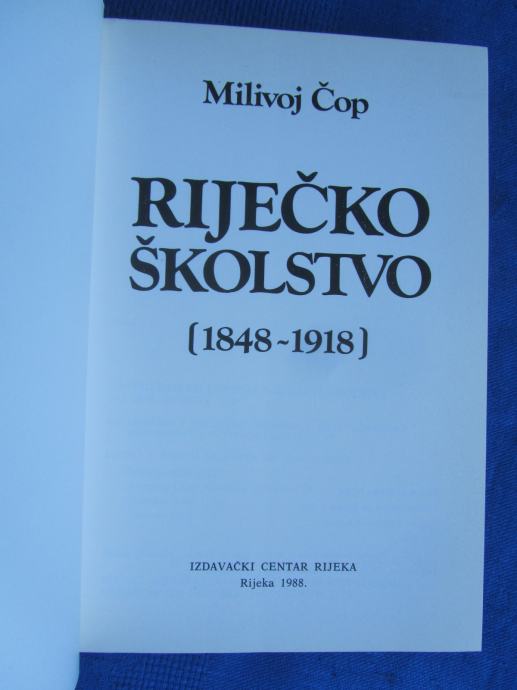 Milivoj Čop
RIJEČKO
ŠKOLSTVO
(1848~1918)
IZDAVAČKI CENTAR RIJEKA
Rijeka 1988.